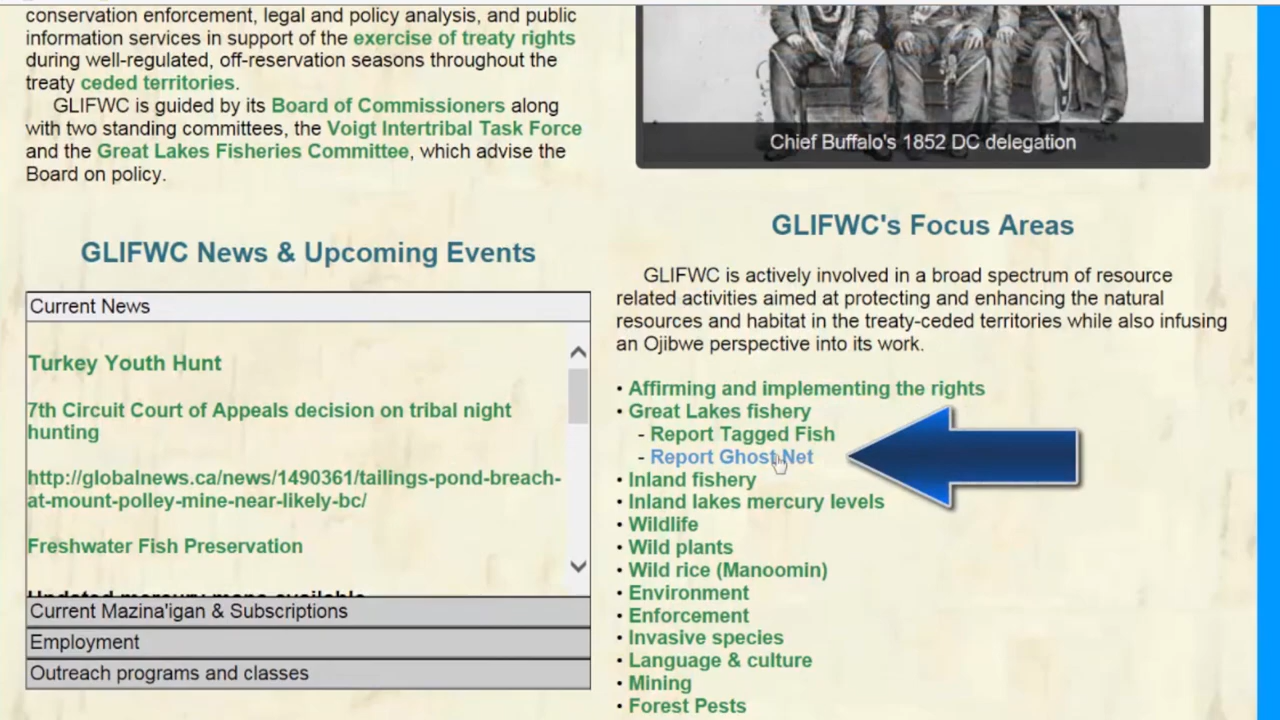 conservation enforcement, legal and policy analysis, and public
information services in support of the exercise of treaty rights
during well-regulated, off-reservation seasons throughout the
treaty ceded territories.
GLIFWC is guided by its Board of Commissioners along
with two standing committees, the Voigt Intertribal Task Force
and the Great Lakes Fisheries Committee, which advise the
Board on policy.
GLIFWC News & Upcoming Events
Current News
Turkey Youth Hunt
7th Circuit Court of Appeals decision on tribal night
hunting
http://globalnews.ca/news/1490361/tailings-pond-breach-
at-mount-polley-mine-near-likely-bc/
Freshwater Fish Preservation
Updated mercury maps available
Current Mazina'igan & Subscriptions
Employment
Outreach programs and classes
Chief Buffalo's 1852 DC delegation
GLIFWC's Focus Areas
GLIFWC is actively involved in a broad spectrum of resource
related activities aimed at protecting and enhancing the natural
resources and habitat in the treaty-ceded territories while also infusing
an Ojibwe perspective into its work.
• Affirming and implementing the rights
• Great Lakes fishery
- Report Tagged Fish
- Report Ghost Net
• Inland fishery
• Inland lakes mercury levels
• Wildlife
• Wild plants
• Wild rice (Manoomin)
• Environment
• Enforcement
• Invasive species
• Language & culture
• Mining
• Forest Pests